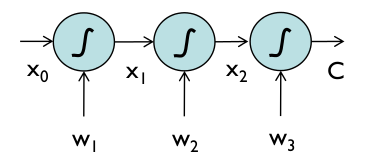 ∫ ∫ ∫
x₀ x₁ x₂ C
w₁ w₂ w₃